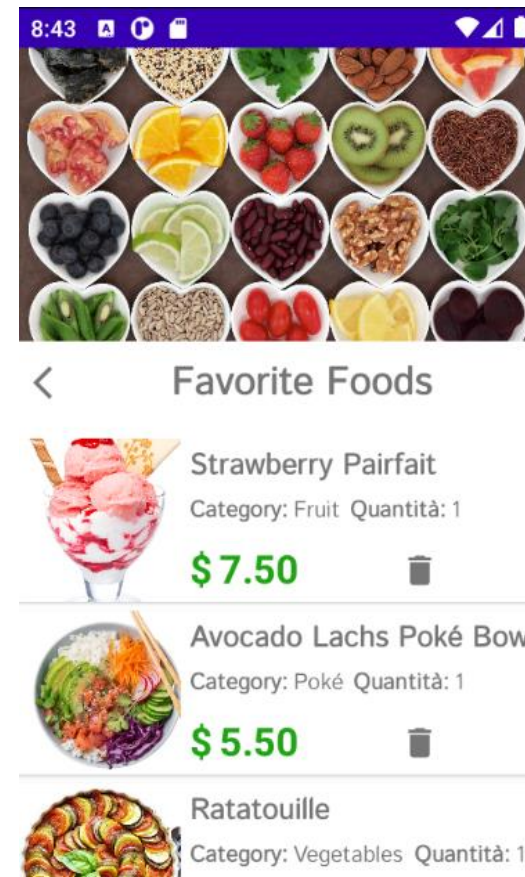 8:43
Favorite Foods
Strawberry Pairfait
Category: Fruit Quantità: 1
$ 7.50
Avocado Lachs Poké Bow
Category: Poké Quantità: 1
$ 5.50
Ratatouille
Category: Vegetables Quantità: 1